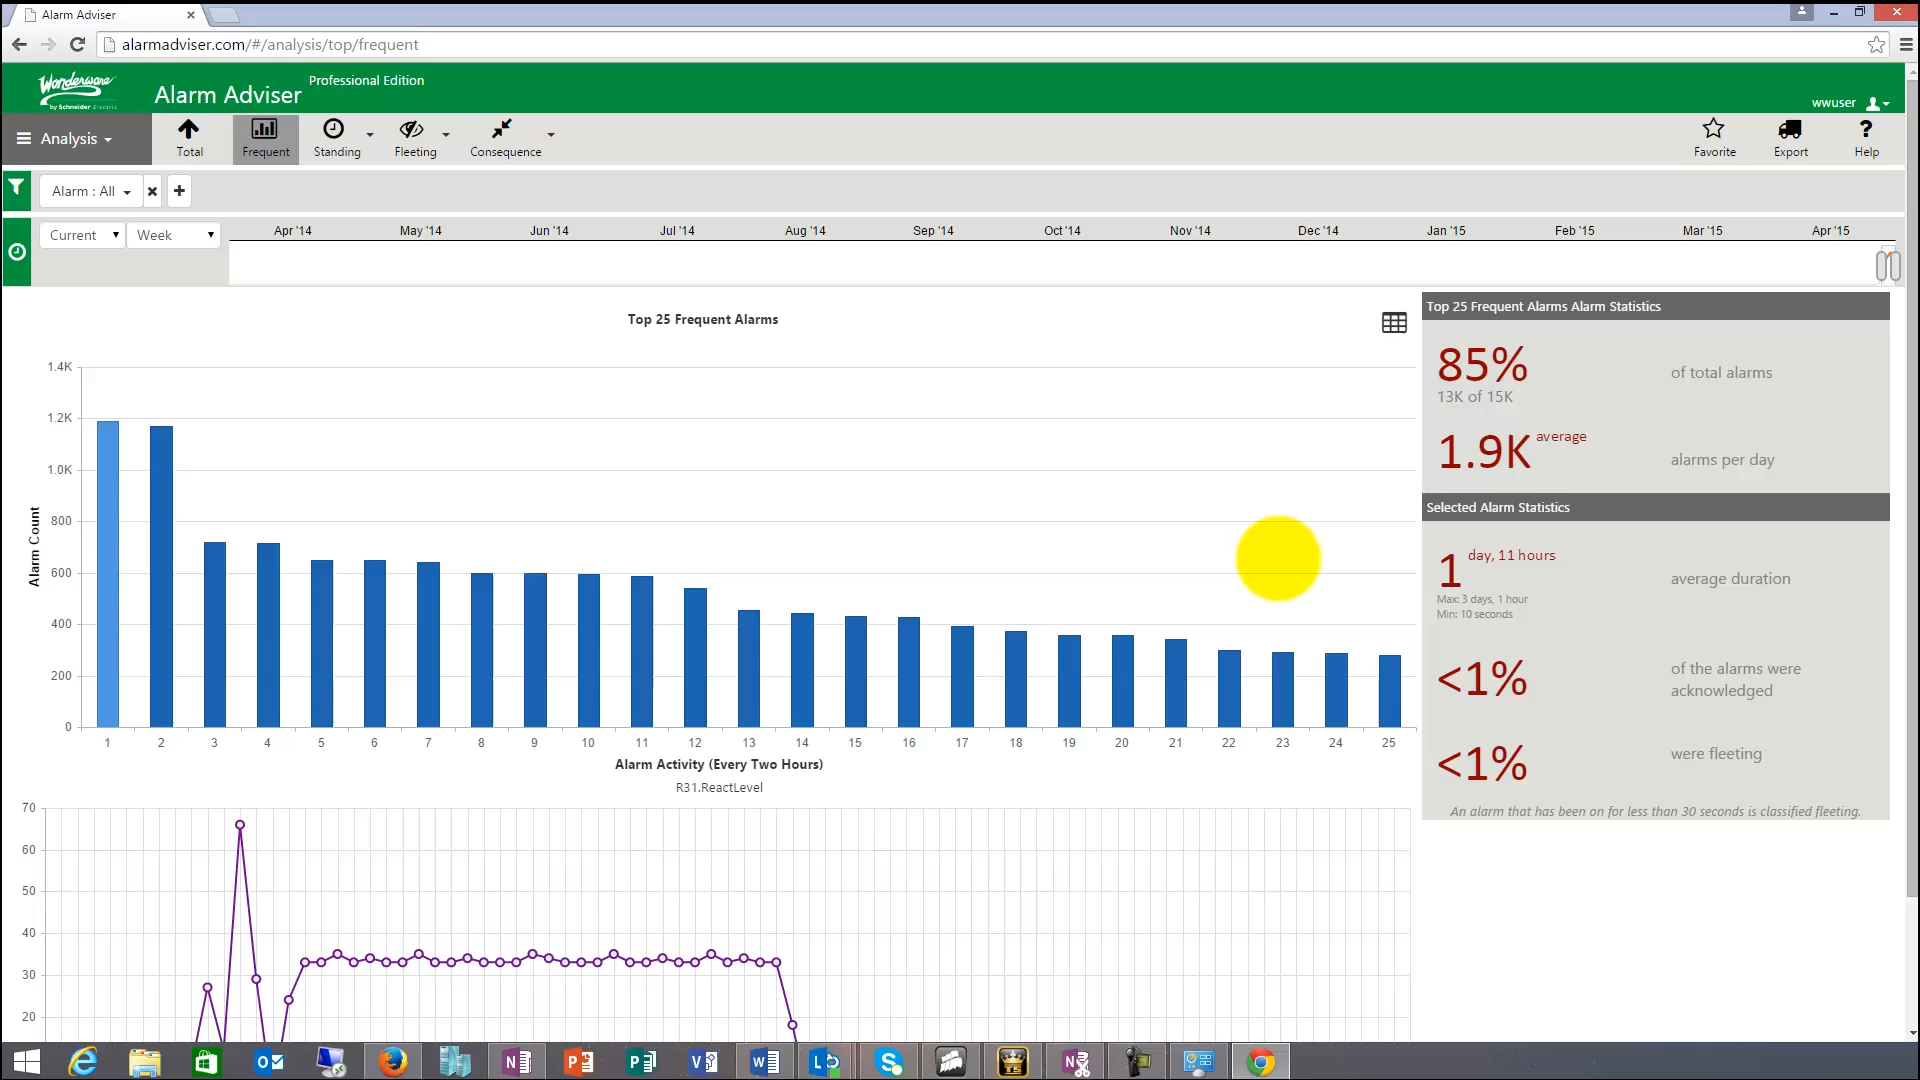 Alarm Adviser
alarmadviser.com/#/analysis/top/frequent
Wonderware
by Schneider Electric
Alarm Adviser
Professional Edition
wwuser
Analysis
Total
Frequent
Standing
Fleeting
Consequence
Favorite
Export
Help
Alarm : All
Current
Week
Apr '14
May '14
Jun '14
Jul '14
Aug '14
Sep '14
Oct '14
Nov '14
Dec '14
Jan '15
Feb '15
Mar '15
Apr '15
Top 25 Frequent Alarms
Alarm Count
1.4K
1.2K
1.0K
800
600
400
200
0
1 2 3 4 5 6 7 8 9 10 11 12 13 14 15 16 17 18 19 20 21 22 23 24 25
Alarm Activity (Every Two Hours)
R31.ReactLevel
70
60
50
40
30
20
Top 25 Frequent Alarms Alarm Statistics
85% of total alarms
13K of 15K
1.9K average alarms per day
Selected Alarm Statistics
1 day, 11 hours average duration
Max: 3 days, 1 hour
Min: 10 seconds
<1% of the alarms were
acknowledged
<1% were fleeting
An alarm that has been on for less than 30 seconds is classified fleeting.